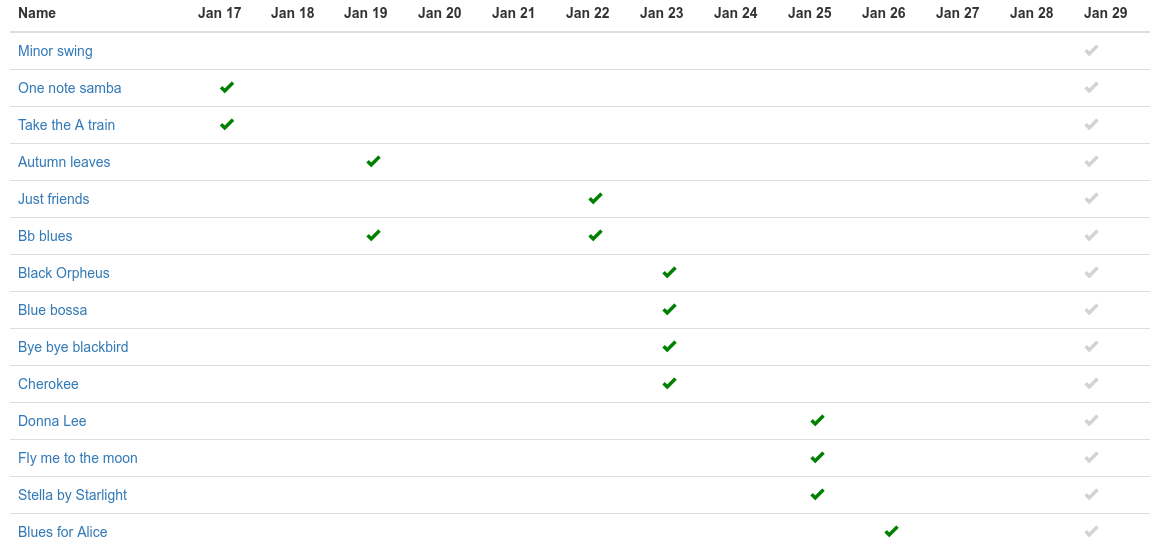 Name Jan 17 Jan 18 Jan 19 Jan 20 Jan 21 Jan 22 Jan 23 Jan 24 Jan 25 Jan 26 Jan 27 Jan 28 Jan 29
Minor swing
One note samba
Take the A train
Autumn leaves
Just friends
Bb blues
Black Orpheus
Blue bossa
Bye bye blackbird
Cherokee
Donna Lee
Fly me to the moon
Stella by Starlight
Blues for Alice